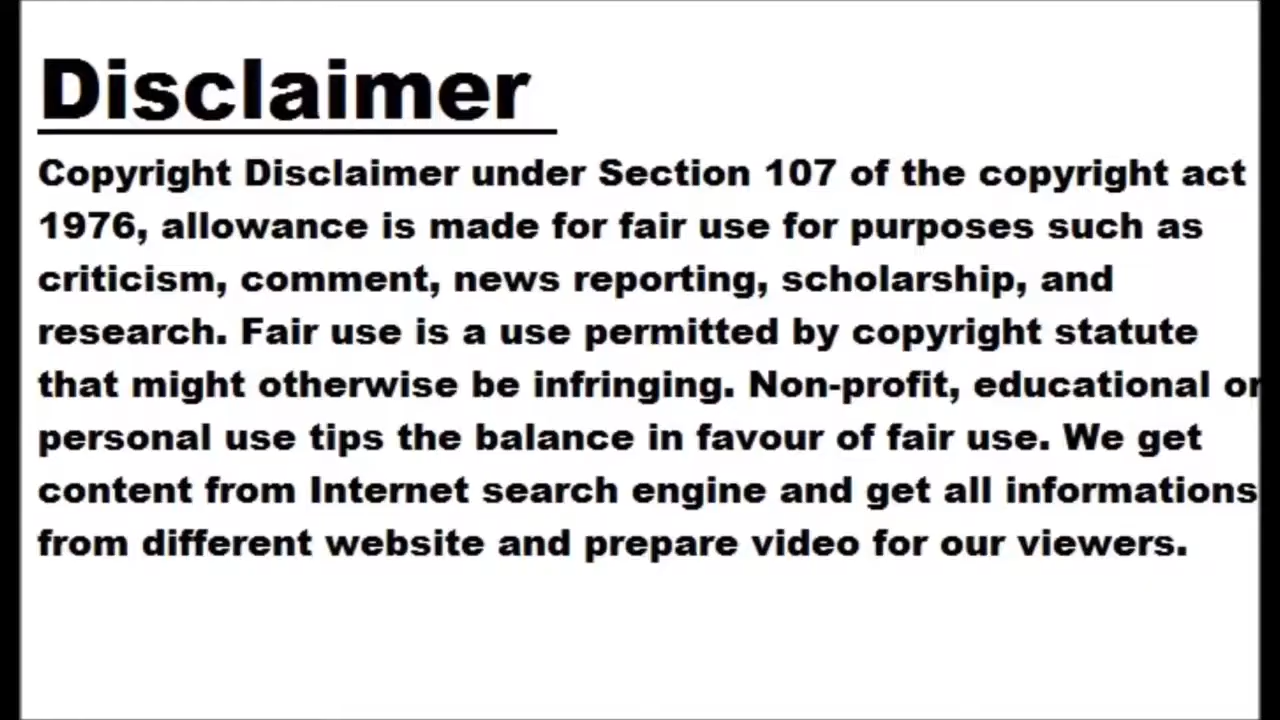 Disclaimer
Copyright Disclaimer under Section 107 of the copyright act
1976, allowance is made for fair use for purposes such as
criticism, comment, news reporting, scholarship, and
research. Fair use is a use permitted by copyright statute
that might otherwise be infringing. Non-profit, educational or
personal use tips the balance in favour of fair use. We get
content from Internet search engine and get all informations
from different website and prepare video for our viewers.